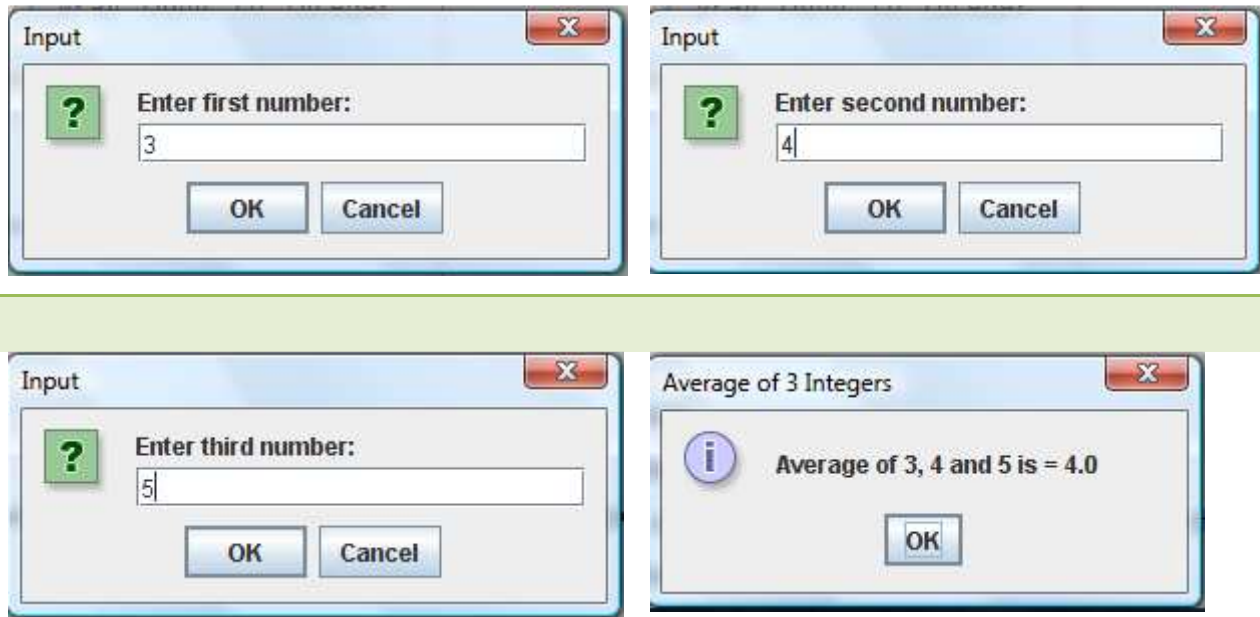 Input
Enter first number:
3
OK Cancel
Input
Enter second number:
4
OK Cancel
Input
Enter third number:
5
OK Cancel
Average of 3 Integers
Average of 3, 4 and 5 is = 4.0
OK